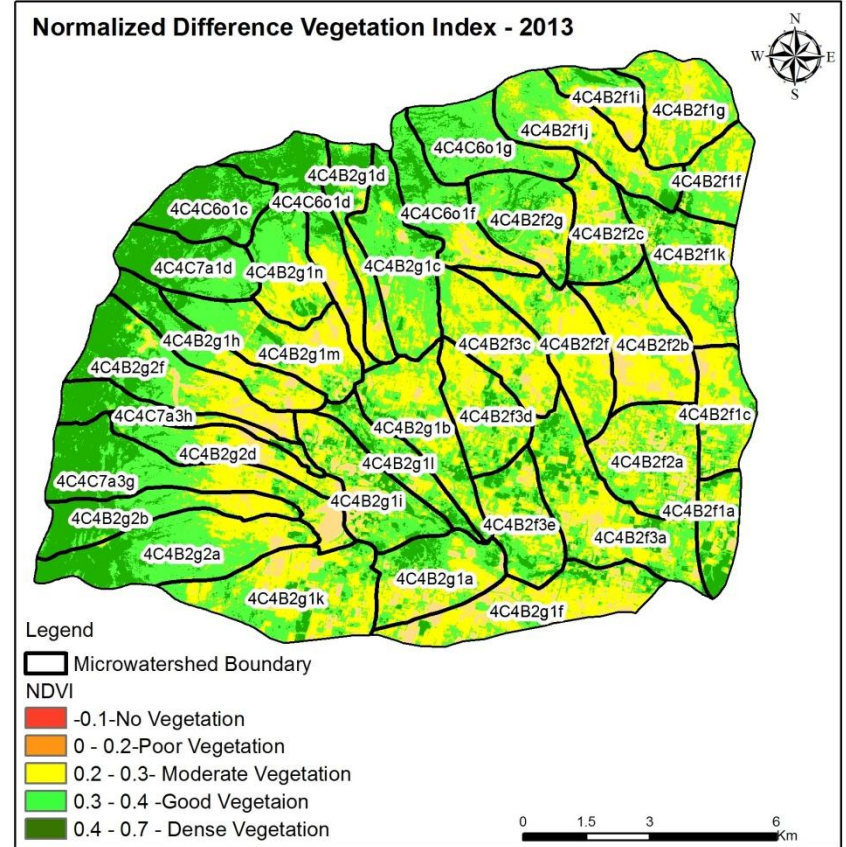 Normalized Difference Vegetation Index - 2013
N
W E
S
4C4B2f1i
4C4B2f1g
4C4B2f1j
4C4C6o1g
4C4B2g1d
4C4B2f1f
4C4C6o1d
4C4C6o1c
4C4C6o1f
4C4B2f2g
4C4B2f2c
4C4B2f1k
4C4C7a1d
4C4B2g1n
4C4B2g1c
4C4B2g1h
4C4B2f3c
4C4B2f2f
4C4B2f2b
4C4B2g1m
4C4B2g2f
4C4C7a3h
4C4B2f3d
4C4B2f1c
4C4B2g1b
4C4B2g2d
4C4B2g1l
4C4B2f2a
4C4C7a3g
4C4B2g1i
4C4B2f1a
4C4B2g2b
4C4B2f3e
4C4B2f3a
4C4B2g2a
4C4B2g1a
4C4B2g1k
4C4B2g1f
Legend
Microwatershed Boundary
NDVI
-0.1-No Vegetation
0 - 0.2-Poor Vegetation
0.2 - 0.3- Moderate Vegetation
0.3 - 0.4 -Good Vegetaion
0.4 - 0.7 - Dense Vegetation
0 1.5 3 6
Km